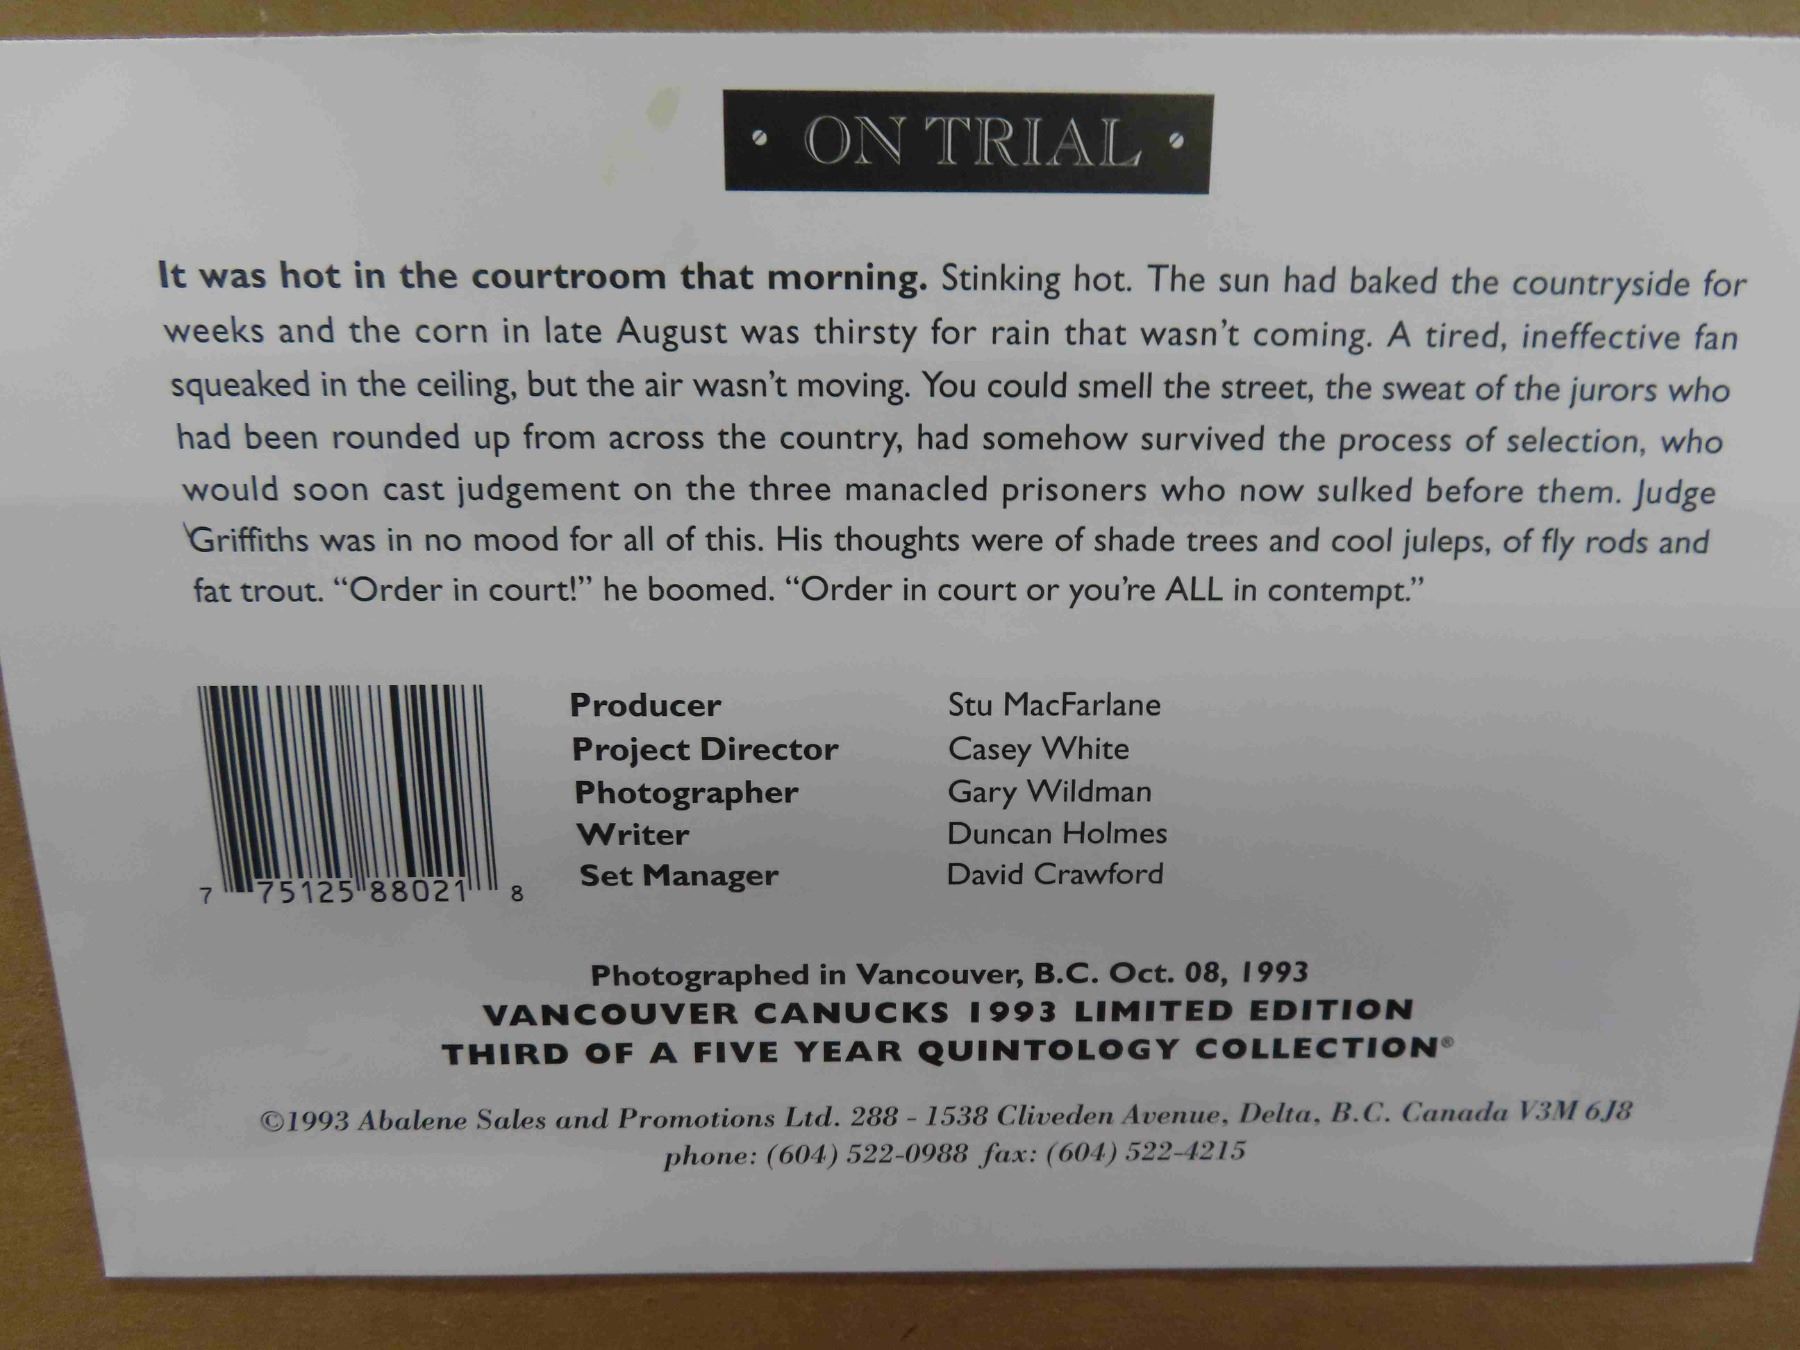 • ON TRIAL •
It was hot in the courtroom that morning. Stinking hot. The sun had baked the countryside for
weeks and the corn in late August was thirsty for rain that wasn't coming. A tired, ineffective fan
squeaked in the ceiling, but the air wasn't moving. You could smell the street, the sweat of the jurors who
had been rounded up from across the country, had somehow survived the process of selection, who
would soon cast judgement on the three manacled prisoners who now sulked before them. Judge
Griffiths was in no mood for all of this. His thoughts were of shade trees and cool juleps, of fly rods and
fat trout. “Order in court!” he boomed. “Order in court or you're ALL in contempt.”
Producer Stu MacFarlane
Project Director Casey White
Photographer Gary Wildman
Writer Duncan Holmes
Set Manager David Crawford
7 75125 88021 8
Photographed in Vancouver, B.C. Oct. 08, 1993
VANCOUVER CANUCKS 1993 LIMITED EDITION
THIRD OF A FIVE YEAR QUINTOLOGY COLLECTION®
©1993 Abalene Sales and Promotions Ltd. 288 - 1538 Cliveden Avenue, Delta, B.C. Canada V3M 6J8
phone: (604) 522-0988 fax: (604) 522-4215